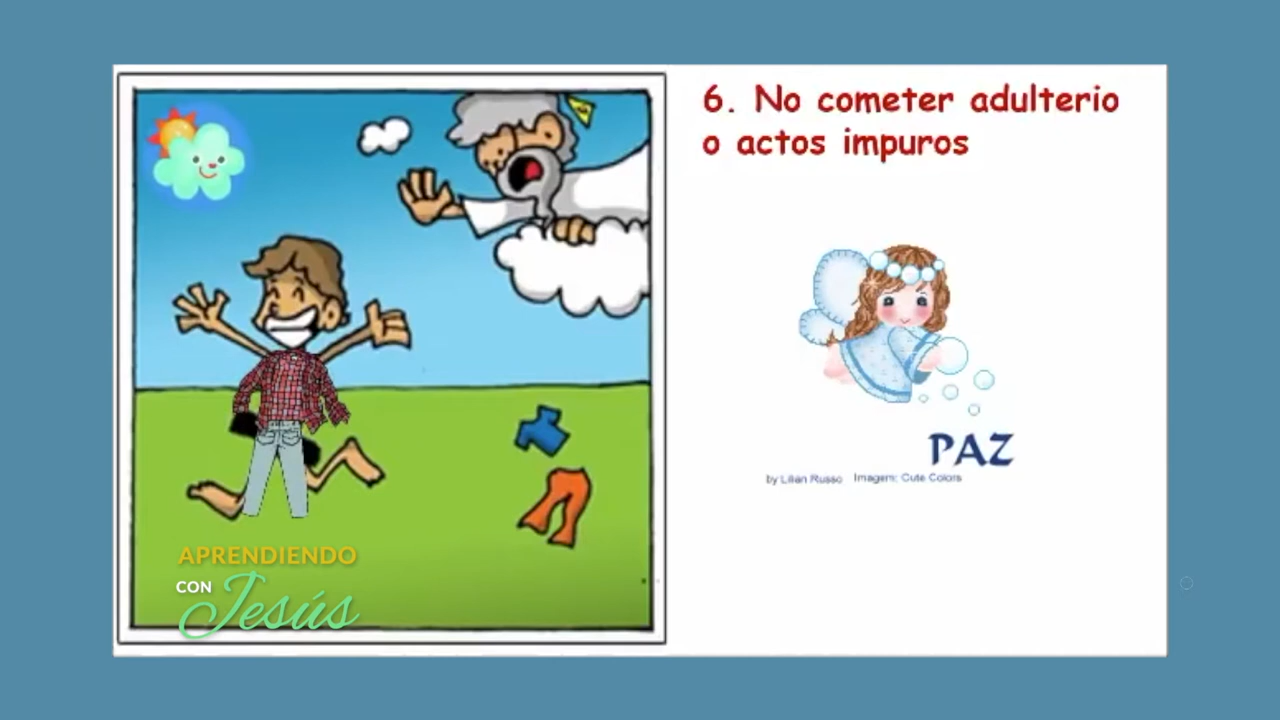 6. No cometer adulterio
o actos impuros
PAZ
by Lilian Russo Imagem: Cute Colors
APRENDIENDO
CON
Jesús